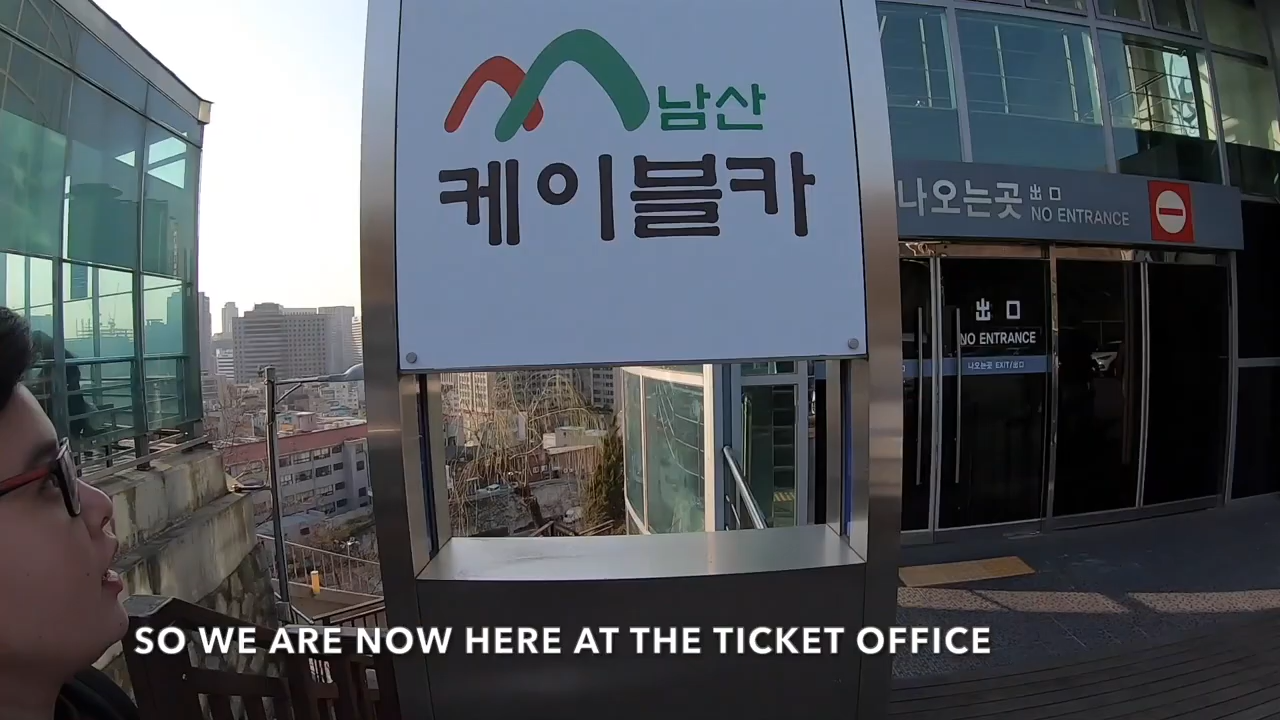 남산
케이블카
나오는곳 出口
NO ENTRANCE
出 口
NO ENTRANCE
나오는곳 EXIT/出口
SO WE ARE NOW HERE AT THE TICKET OFFICE